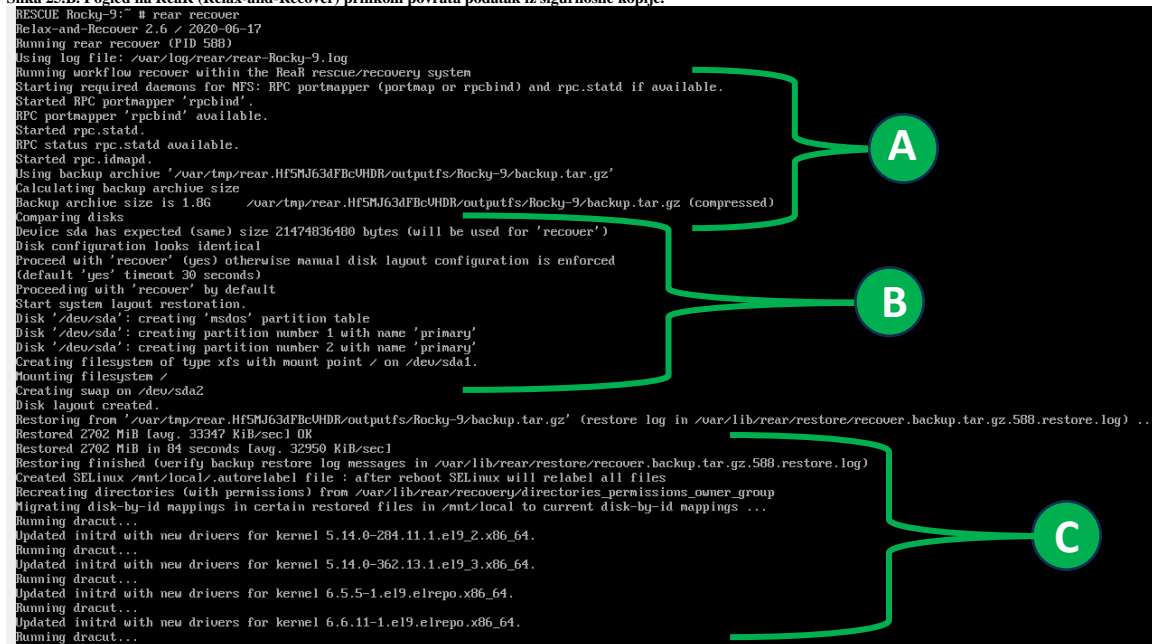 Slika 25.B. Pogled na ReaR (Relax-and-Recover) prilikom povrata podatak iz sigurnosne kopije.
RESCUE Rocky-9:~ # rear recover
Relax-and-Recover 2.6 / 2020-06-17
Running rear recover (PID 588)
Using log file: /var/log/rear/rear-Rocky-9.log
Running workflow recover within the ReaR rescue/recovery system
Starting required daemons for NFS: RPC portmapper (portmap or rpcbind) and rpc.statd if available.
Started RPC portmapper 'rpcbind'.
RPC portmapper 'rpcbind' available.
Started rpc.statd.
RPC status rpc.statd available.
Started rpc.idmapd.
Using backup archive '/var/tmp/rear.Hf5MJ63dFBcVHDR/outputfs/Rocky-9/backup.tar.gz'
Calculating backup archive size
Backup archive size is 1.8G /var/tmp/rear.Hf5MJ63dFBcVHDR/outputfs/Rocky-9/backup.tar.gz (compressed)
Comparing disks
Device sda has expected (same) size 21474836480 bytes (will be used for 'recover')
Disk configuration looks identical
Proceed with 'recover' (yes) otherwise manual disk layout configuration is enforced
(default 'yes' timeout 30 seconds)
Proceeding with 'recover' by default
Start system layout restoration.
Disk '/dev/sda': creating 'msdos' partition table
Disk '/dev/sda': creating partition number 1 with name 'primary'
Disk '/dev/sda': creating partition number 2 with name 'primary'
Creating filesystem of type xfs with mount point / on /dev/sda1.
Mounting filesystem /
Creating swap on /dev/sda2
Disk layout created.
Restoring from '/var/tmp/rear.Hf5MJ63dFBcVHDR/outputfs/Rocky-9/backup.tar.gz' (restore log in /var/lib/rear/restore/recover.backup.tar.gz.588.restore.log) ...
Restored 2702 MiB [avg. 33347 KiB/sec] OK
Restored 2702 MiB in 84 seconds [avg. 32950 KiB/sec]
Restoring finished (verify backup restore log messages in /var/lib/rear/restore/recover.backup.tar.gz.588.restore.log)
Created SELinux /mnt/local/.autorelabel file : after reboot SELinux will relabel all files
Recreating directories (with permissions) from /var/lib/rear/recovery/directories_permissions_owner_group
Migrating disk-by-id mappings in certain restored files in /mnt/local to current disk-by-id mappings ...
Running dracut...
Updated initrd with new drivers for kernel 5.14.0-284.11.1.el9_2.x86_64.
Running dracut...
Updated initrd with new drivers for kernel 5.14.0-362.13.1.el9_3.x86_64.
Running dracut...
Updated initrd with new drivers for kernel 6.5.5-1.el9.elrepo.x86_64.
Running dracut...
Updated initrd with new drivers for kernel 6.6.11-1.el9.elrepo.x86_64.
Running dracut...
A
B
C